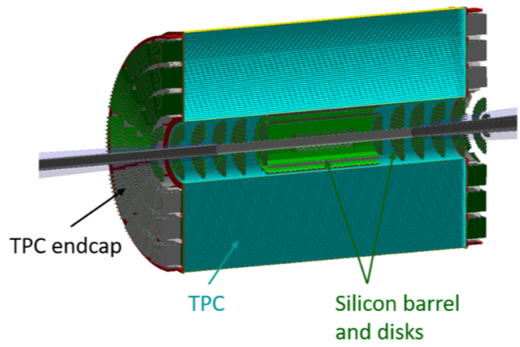 TPC endcap
TPC
Silicon barrel
and disks